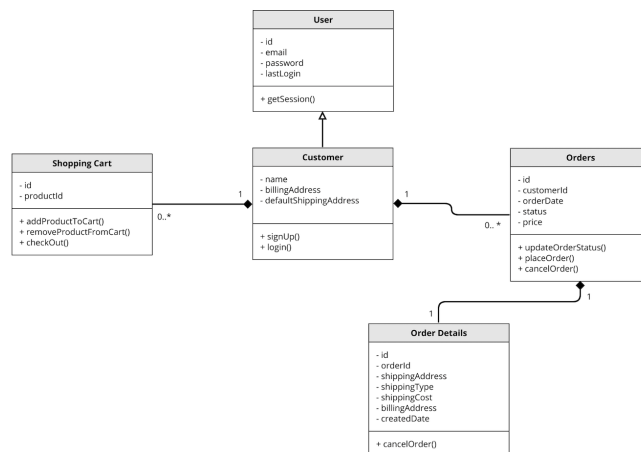 User
- id
- email
- password
- lastLogin
+ getSession()
Shopping Cart
- id
- productId
+ addProductToCart()
+ removeProductFromCart()
+ checkOut()
1
0..*
Customer
- name
- billingAddress
- defaultShippingAddress
+ signUp()
+ login()
1
0.. *
Orders
- id
- customerId
- orderDate
- status
- price
+ updateOrderStatus()
+ placeOrder()
+ cancelOrder()
1
1
Order Details
- id
- orderId
- shippingAddress
- shippingType
- shippingCost
- billingAddress
- createdDate
+ cancelOrder()